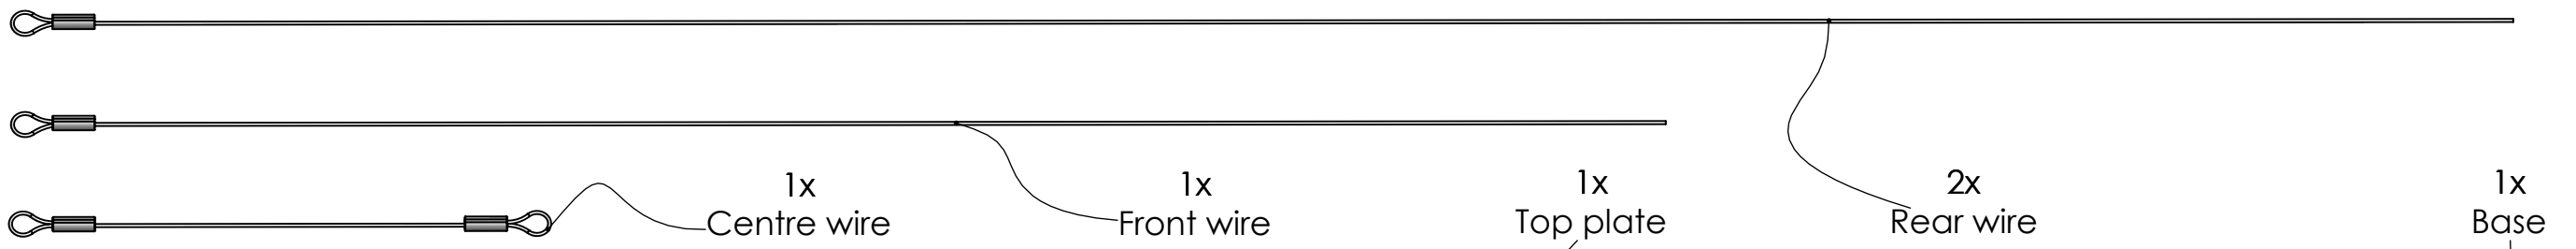 1x
Centre wire
1x
Front wire
1x
Top plate
2x
Rear wire
1x
Base